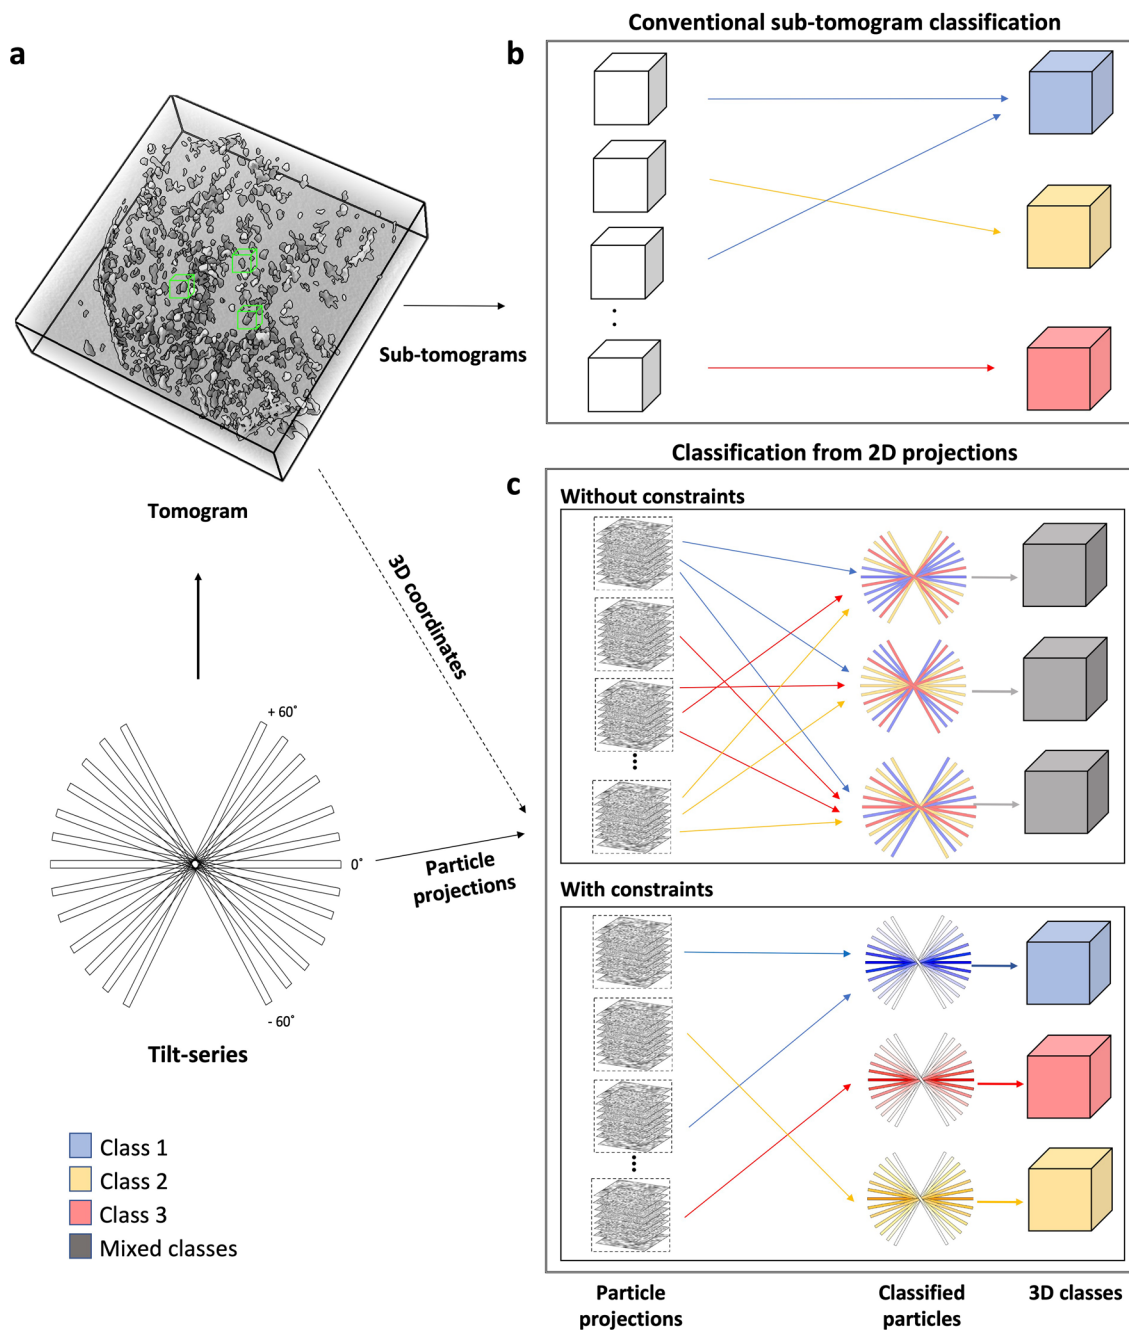 Conventional sub-tomogram classification
a
b
Sub-tomograms
Tomogram
3D coordinates
+ 60˚
0˚
- 60˚
Particle
projections
Tilt-series
Class 1
Class 2
Class 3
Mixed classes
Classification from 2D projections
c
Without constraints
With constraints
Particle
projections
Classified
particles
3D classes